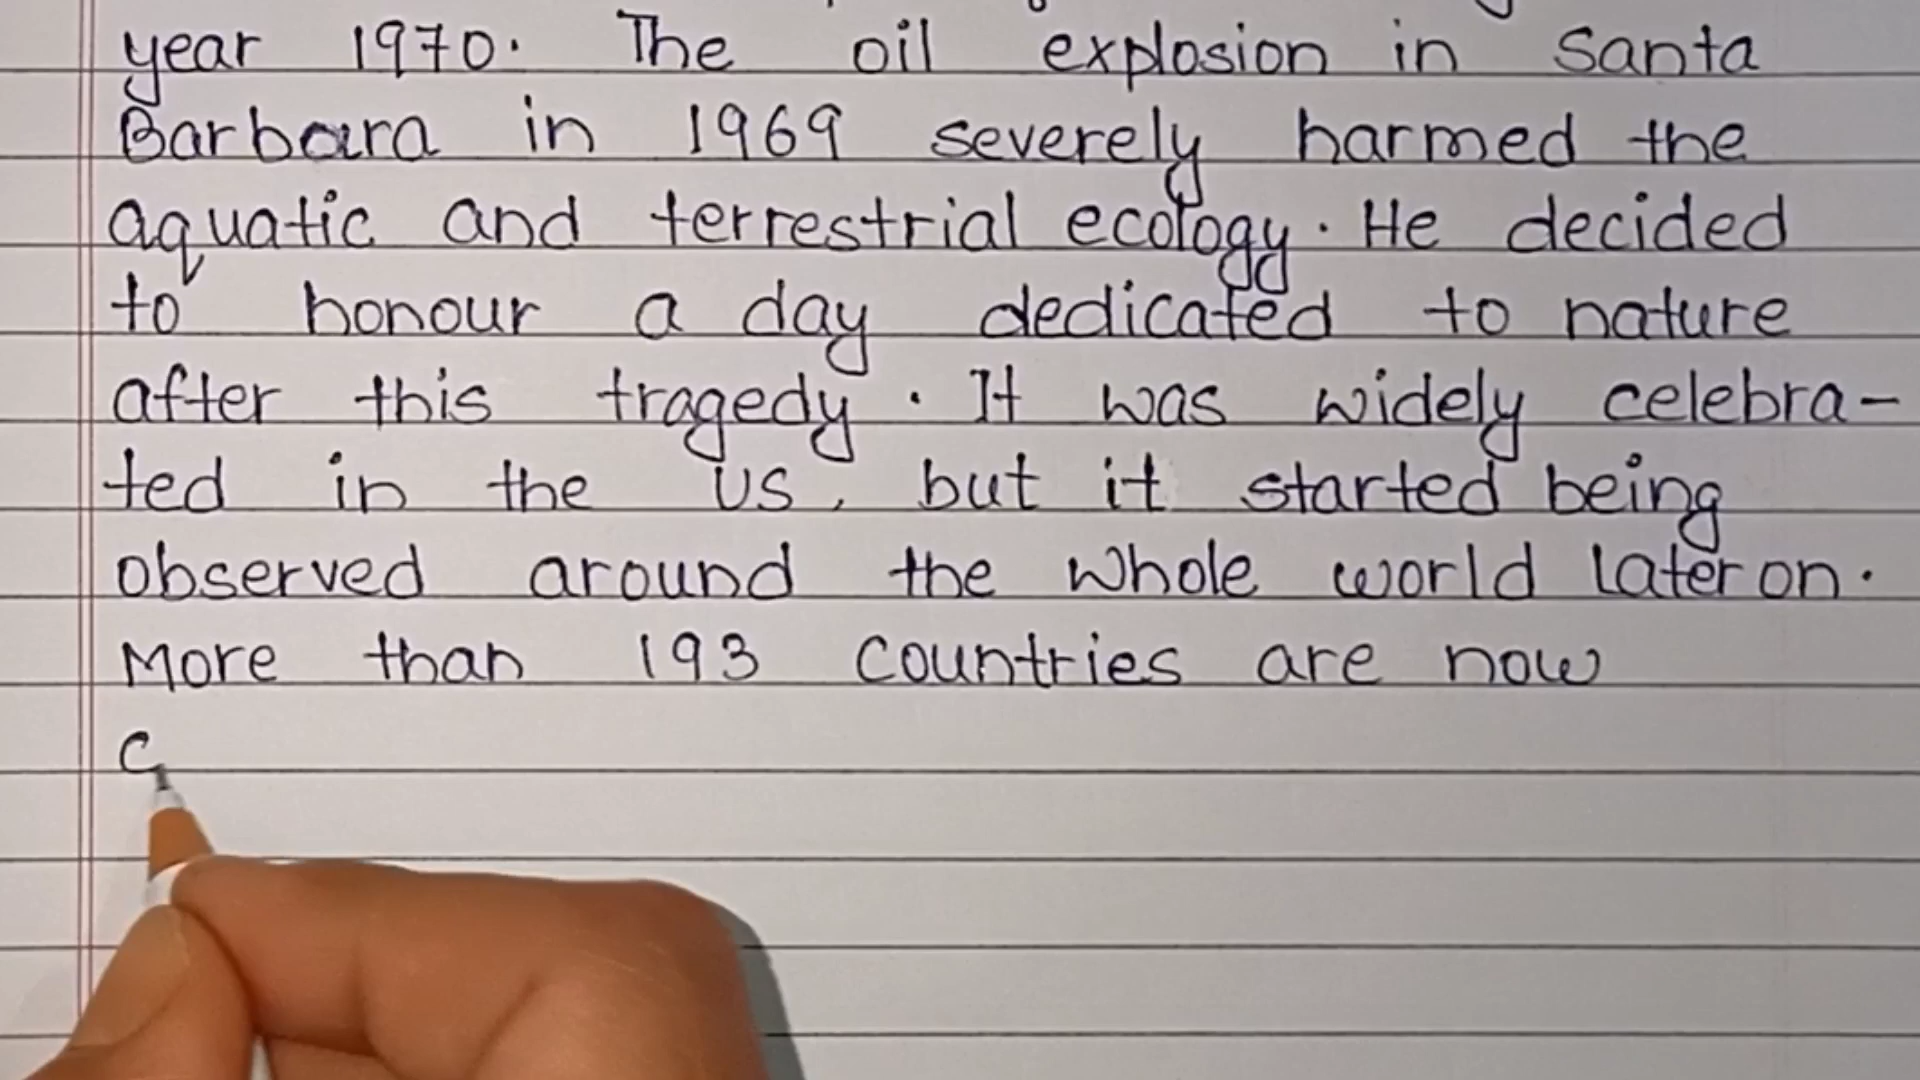 year 1970. The oil explosion in Santa
Barbara in 1969 severely harmed the
aquatic and terrestrial ecology. He decided
to honour a day dedicated to nature
after this tragedy. It was widely celebra-
ted in the US, but it started being
observed around the whole world later on.
More than 193 countries are now
c